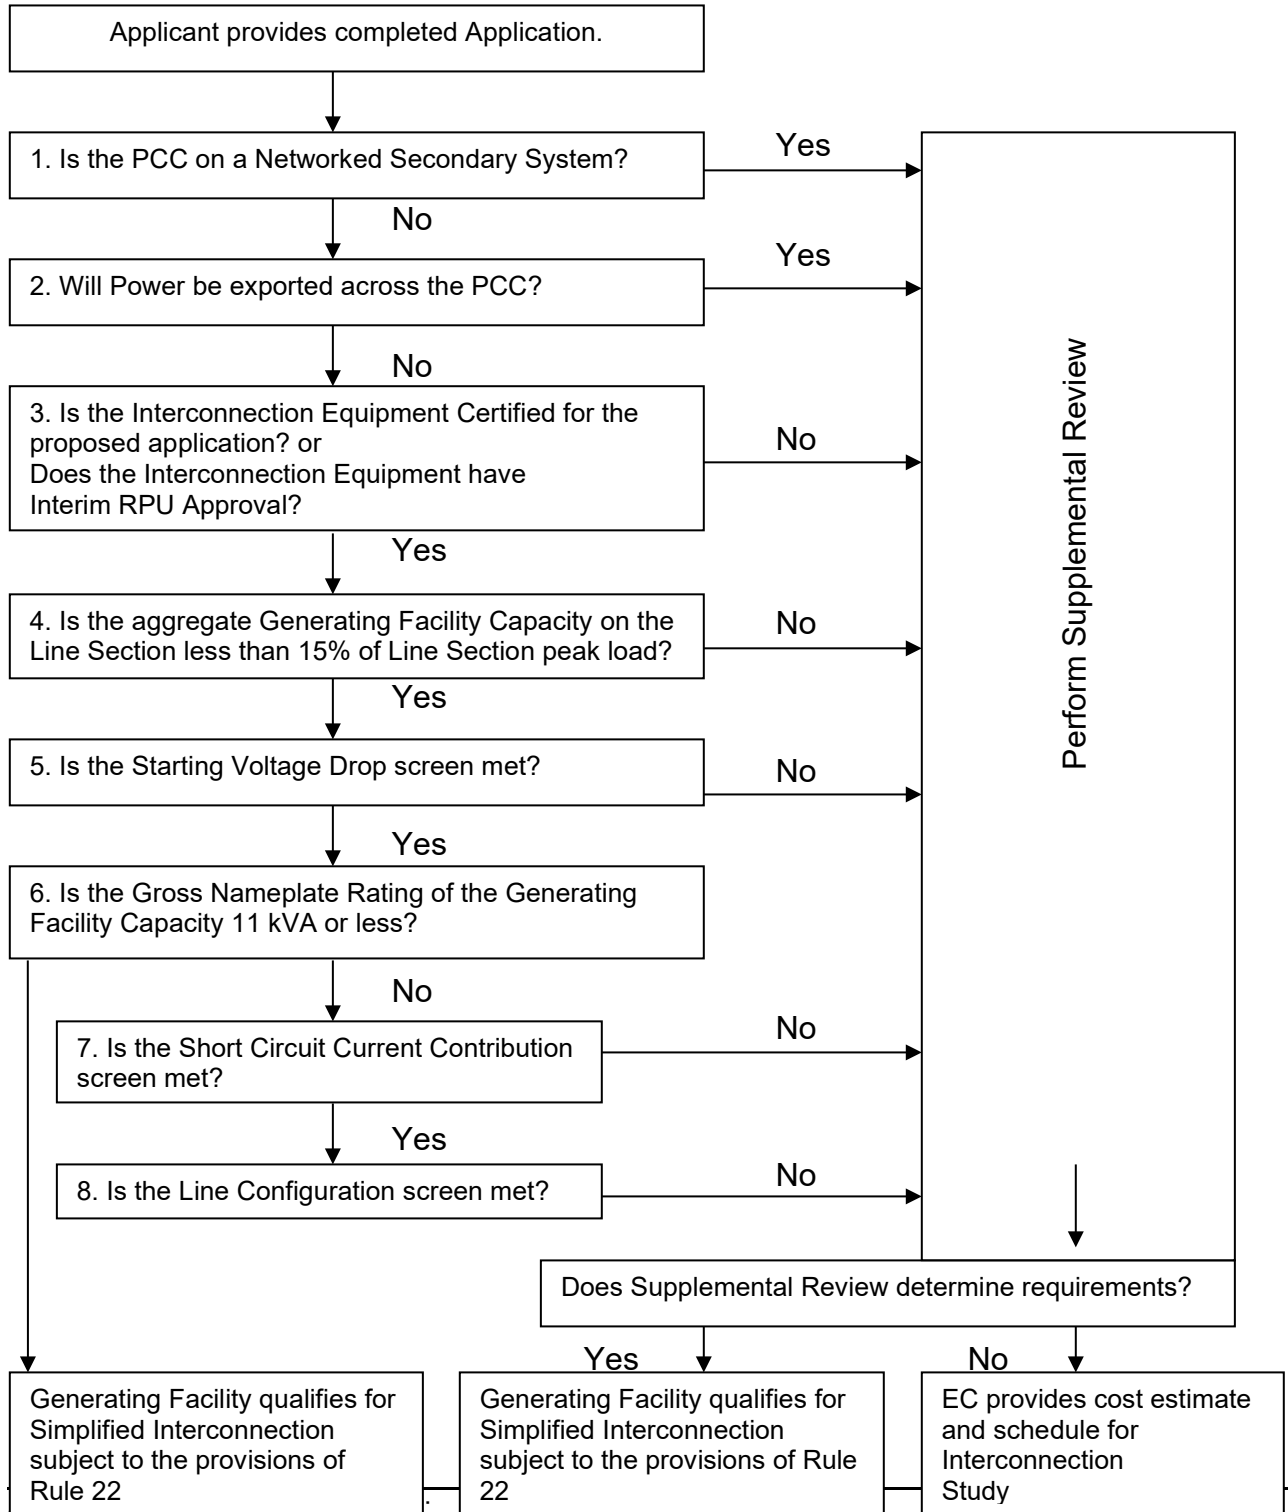 Applicant provides completed Application.
1. Is the PCC on a Networked Secondary System?
Yes
No
2. Will Power be exported across the PCC?
Yes
No
3. Is the Interconnection Equipment Certified for the
proposed application? or
Does the Interconnection Equipment have
Interim RPU Approval?
No
Yes
4. Is the aggregate Generating Facility Capacity on the
Line Section less than 15% of Line Section peak load?
No
Yes
5. Is the Starting Voltage Drop screen met?
No
Yes
6. Is the Gross Nameplate Rating of the Generating
Facility Capacity 11 kVA or less?
No
7. Is the Short Circuit Current Contribution
screen met?
No
Yes
8. Is the Line Configuration screen met?
No
Perform Supplemental Review
Does Supplemental Review determine requirements?
Yes
No
Generating Facility qualifies for
Simplified Interconnection
subject to the provisions of
Rule 22
Generating Facility qualifies for
Simplified Interconnection
subject to the provisions of Rule
22
EC provides cost estimate
and schedule for
Interconnection
Study